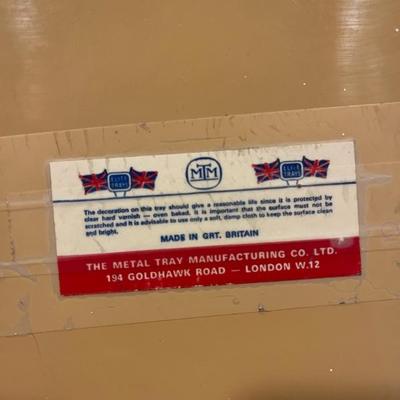 ELITE TRAYS
MTM
ELITE TRAYS
The decoration on this tray should give a reasonable life since it is protected by
clear hard varnish — oven baked. It is important that the surface must not be
scratched and it is advisable to use only a soft, damp cloth to keep the surface clean
and bright.
MADE IN GRT. BRITAIN
THE METAL TRAY MANUFACTURING CO. LTD.
194 GOLDHAWK ROAD — LONDON W.12